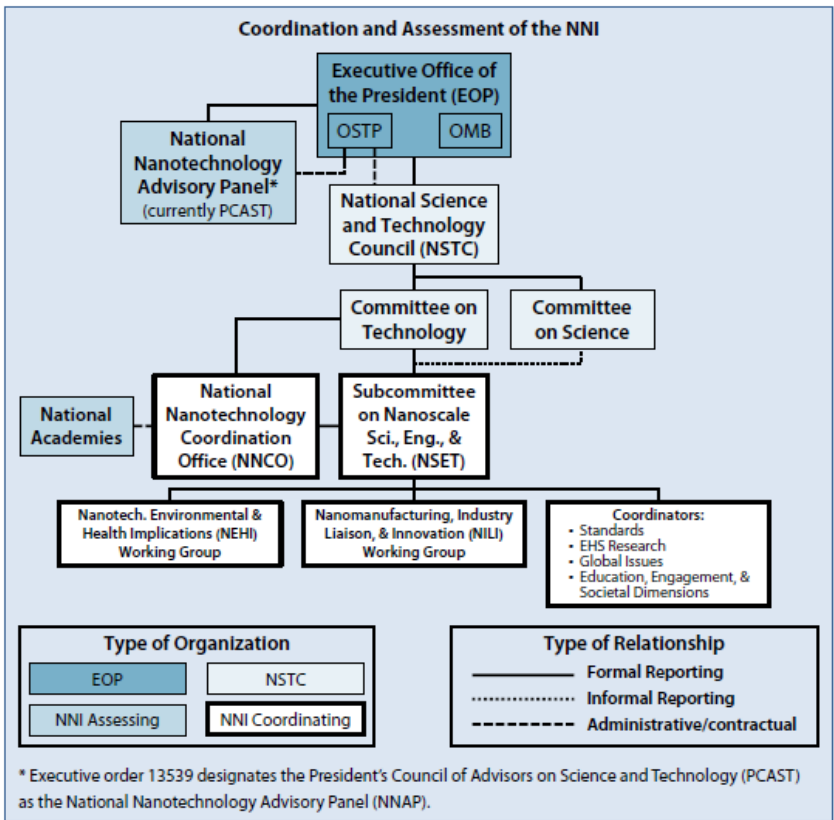 Coordination and Assessment of the NNI
Executive Office of
the President (EOP)
OSTP
OMB
National
Nanotechnology
Advisory Panel*
(currently PCAST)
National Science
and Technology
Council (NSTC)
Committee on
Technology
Committee
on Science
National
Academies
National
Nanotechnology
Coordination
Office (NNCO)
Subcommittee
on Nanoscale
Sci., Eng., &
Tech. (NSET)
Nanotech. Environmental &
Health Implications (NEHI)
Working Group
Nanomanufacturing, Industry
Liaison, & Innovation (NILI)
Working Group
Coordinators:
• Standards
• EHS Research
• Global Issues
• Education, Engagement, &
Societal Dimensions
Type of Organization
EOP
NSTC
NNI Assessing
NNI Coordinating
Type of Relationship
Formal Reporting
Informal Reporting
Administrative/contractual
* Executive order 13539 designates the President's Council of Advisors on Science and Technology (PCAST)
as the National Nanotechnology Advisory Panel (NNAP).